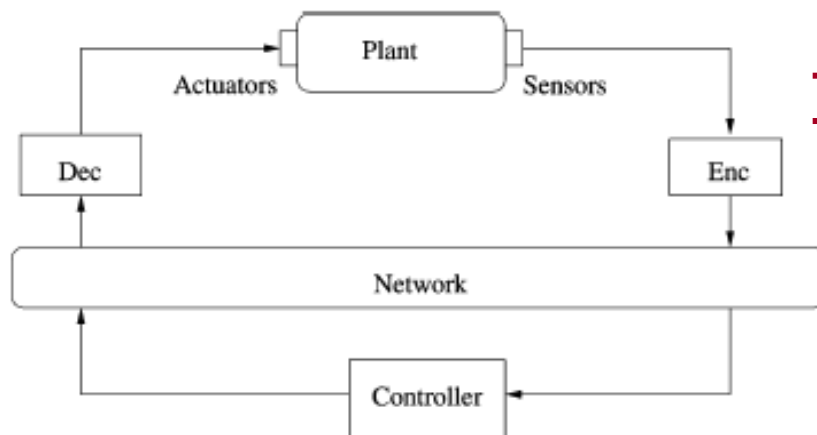 Plant
Actuators
Sensors
Dec
Enc
Network
Controller